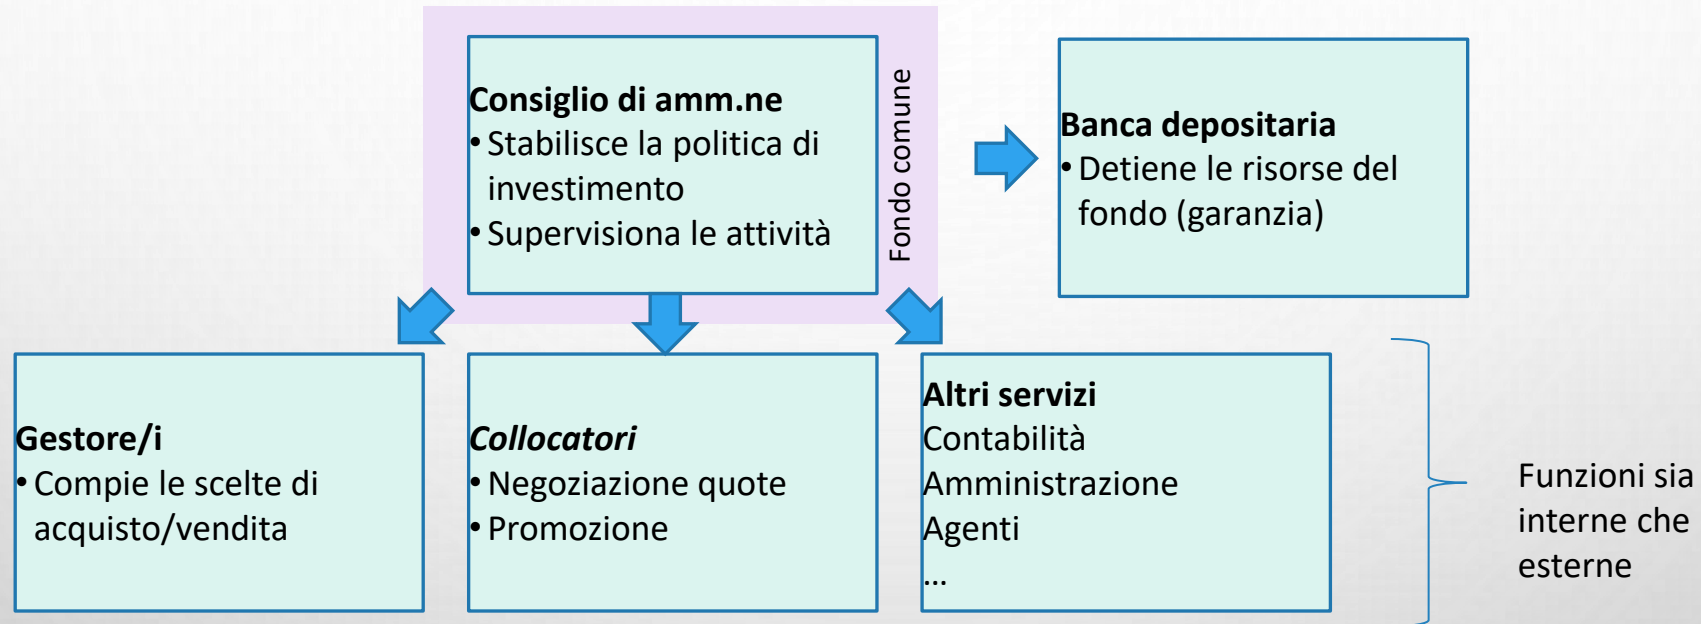 Consiglio di amm.ne
• Stabilisce la politica di
investimento
• Supervisiona le attività
Fondo comune
Banca depositaria
• Detiene le risorse del
fondo (garanzia)
Gestore/i
• Compie le scelte di
acquisto/vendita
Collocatori
• Negoziazione quote
• Promozione
Altri servizi
Contabilità
Amministrazione
Agenti
…
Funzioni sia
interne che
esterne